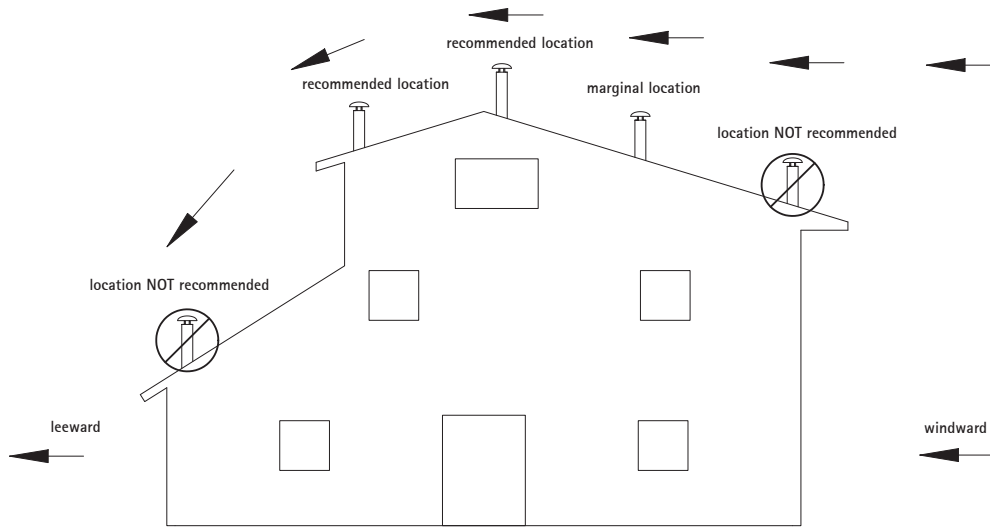 recommended location
recommended location
marginal location
location NOT recommended
location NOT recommended
leeward
windward